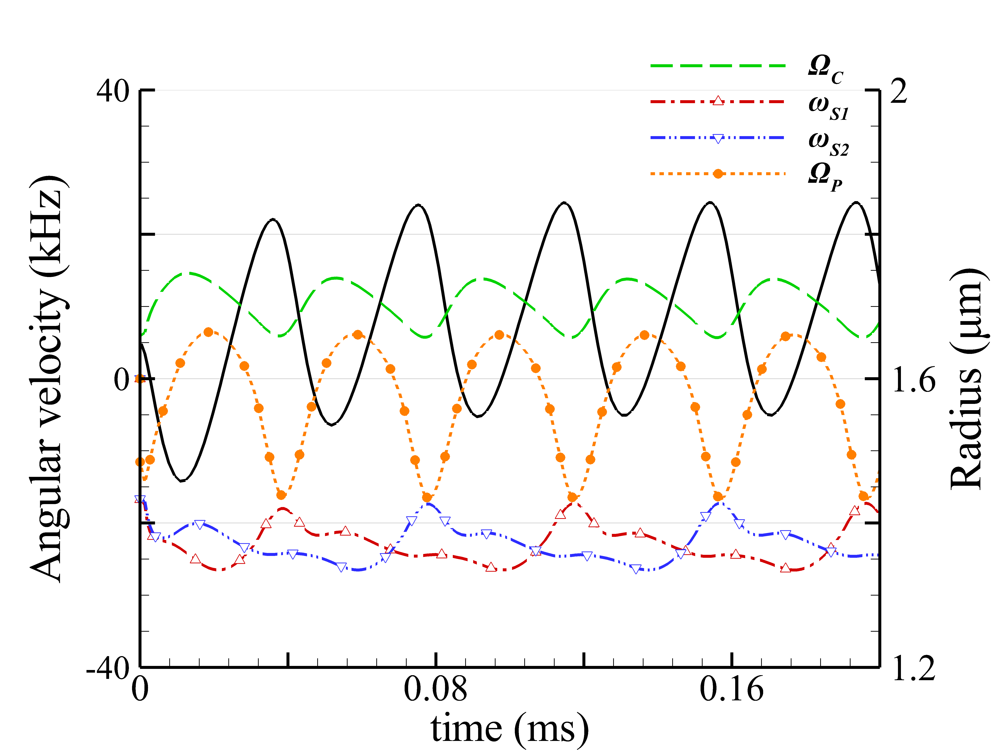 Ω_C
40
2
ω_S1
ω_S2
Ω_P
Angular velocity (kHz)
0
1.6
Radius (µm)
-40
1.2
0
0.08
0.16
time (ms)